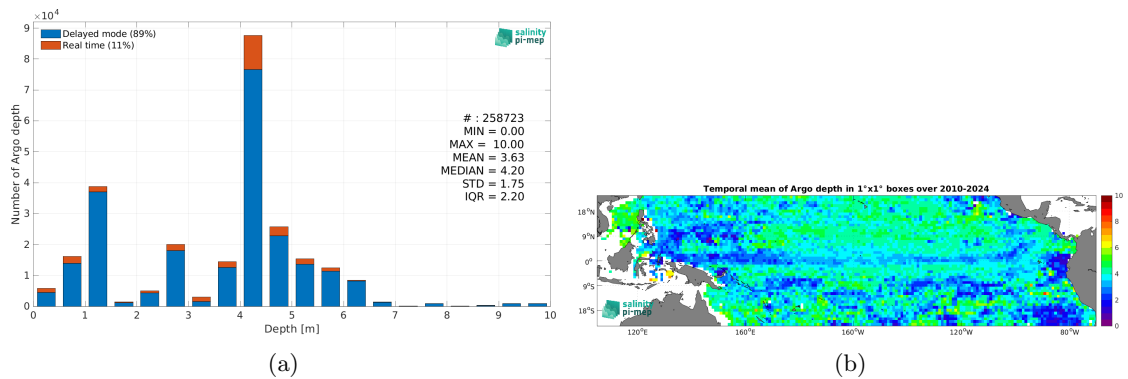 ×10⁴
9
8
7
6
5
4
3
2
1
0
Number of Argo depth
Delayed mode (89%)
Real time (11%)
salinity
pi-mep
# : 258723
MIN = 0.00
MAX = 10.00
MEAN = 3.63
MEDIAN = 4.20
STD = 1.75
IQR = 2.20
0 1 2 3 4 5 6 7 8 9 10
Depth [m]
(a)
Temporal mean of Argo depth in 1°x1° boxes over 2010-2024
18°N
9°N
0°
9°S
18°S
salinity
pi-mep
120°E 160°E 160°W 120°W 80°W
10
8
6
4
2
0
(b)